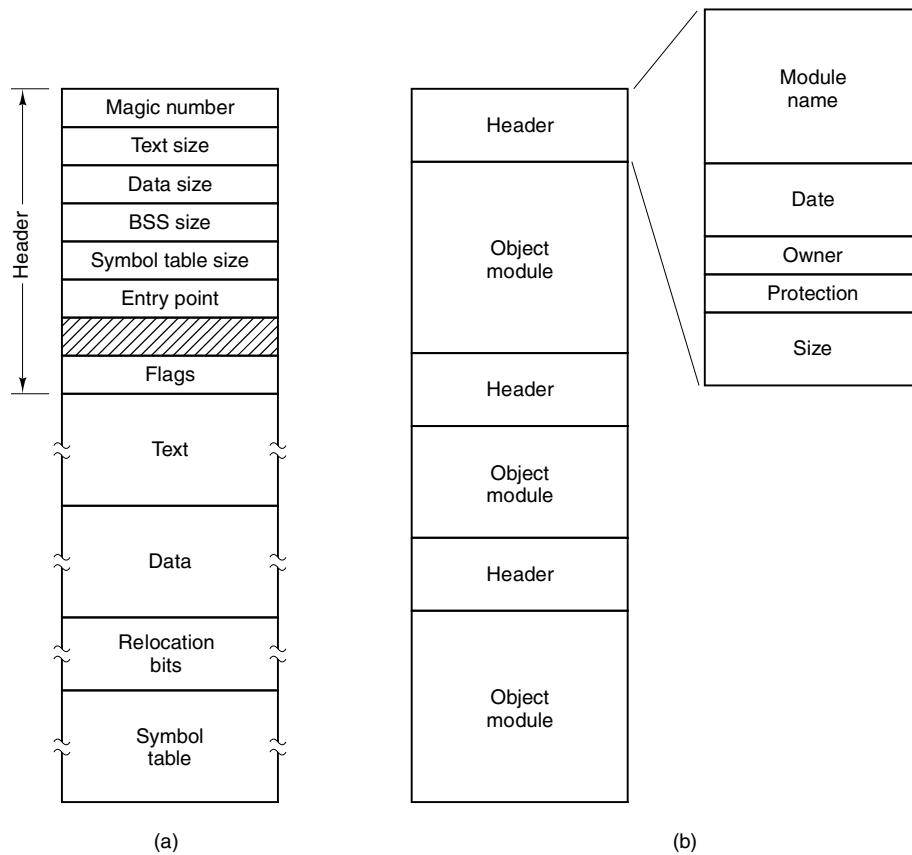 Header
Magic number
Text size
Data size
BSS size
Symbol table size
Entry point
Flags
Text
Data
Relocation
bits
Symbol
table
(a)
Header
Object
module
Header
Object
module
Header
Object
module
Module
name
Date
Owner
Protection
Size
(b)